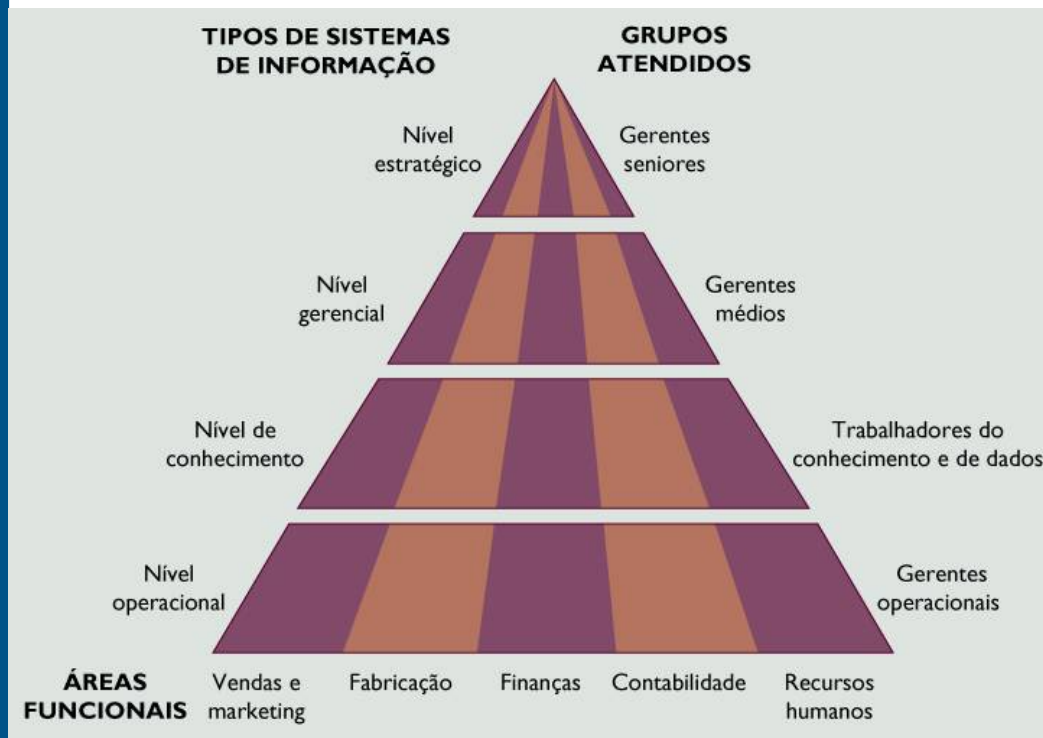 TIPOS DE SISTEMAS
DE INFORMAÇÃO
GRUPOS
ATENDIDOS
Nível
estratégico
Gerentes
seniores
Nível
gerencial
Gerentes
médios
Nível de
conhecimento
Trabalhadores do
conhecimento e de dados
Nível
operacional
Gerentes
operacionais
ÁREAS
FUNCIONAIS
Vendas e
marketing
Fabricação
Finanças
Contabilidade
Recursos
humanos